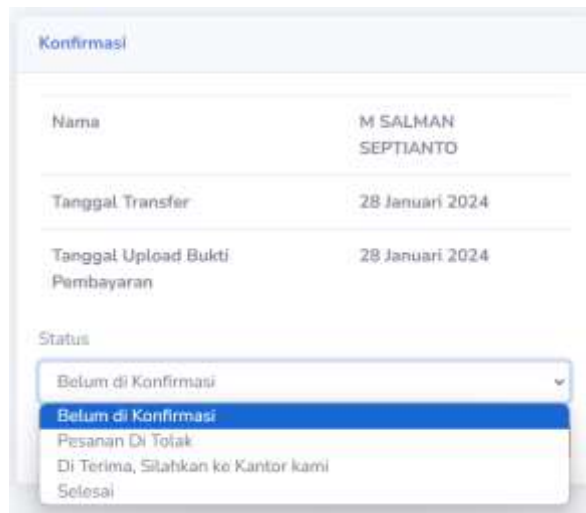 Konfirmasi
Nama
M SALMAN
SEPTIANTO
Tanggal Transfer
28 Januari 2024
Tanggal Upload Bukti
Pembayaran
28 Januari 2024
Status
Belum di Konfirmasi
Belum di Konfirmasi
Pesanan Di Tolak
Di Terima, Silahkan ke Kantor kami
Selesai